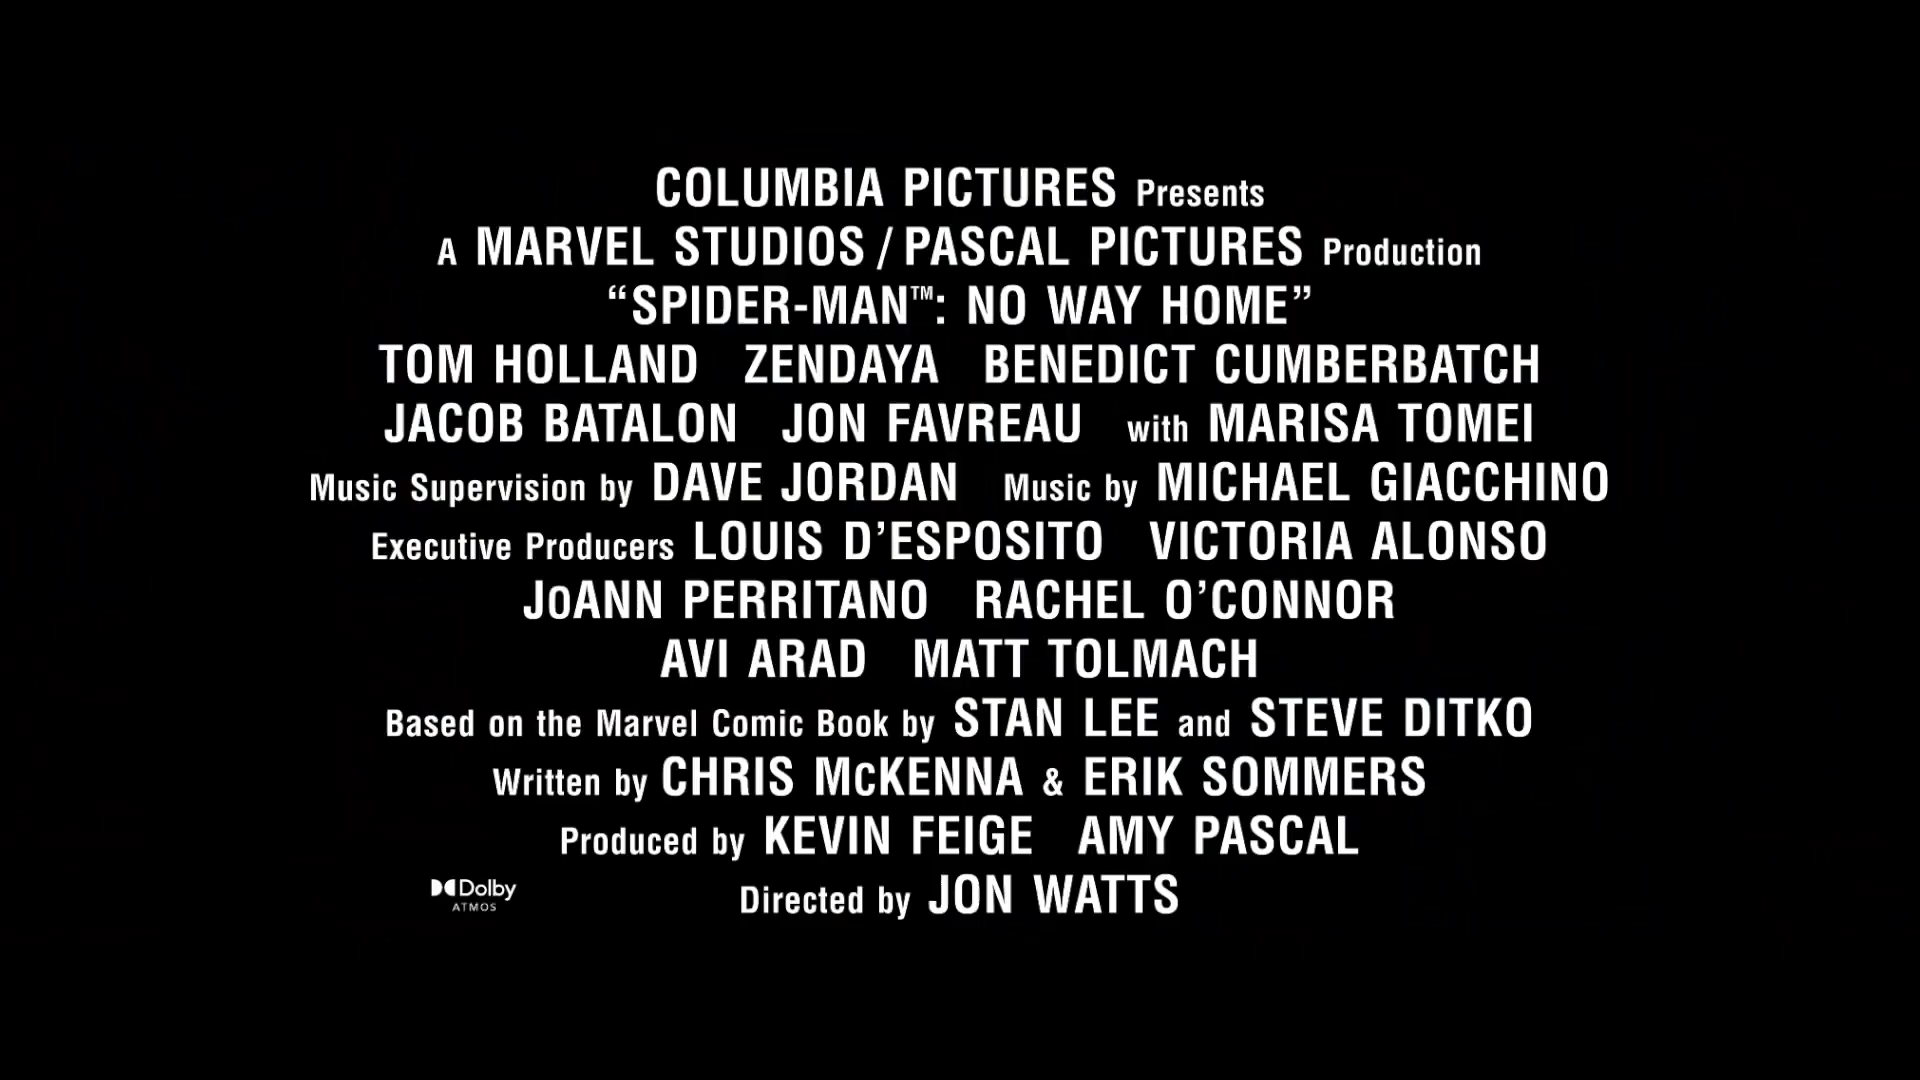 COLUMBIA PICTURES Presents
A MARVEL STUDIOS / PASCAL PICTURES Production
“SPIDER-MAN™: NO WAY HOME”
TOM HOLLAND ZENDAYA BENEDICT CUMBERBATCH
JACOB BATALON JON FAVREAU with MARISA TOMEI
Music Supervision by DAVE JORDAN Music by MICHAEL GIACCHINO
Executive Producers LOUIS D’ESPOSITO VICTORIA ALONSO
JOANN PERRITANO RACHEL O’CONNOR
AVI ARAD MATT TOLMACH
Based on the Marvel Comic Book by STAN LEE and STEVE DITKO
Written by CHRIS McKENNA & ERIK SOMMERS
Produced by KEVIN FEIGE AMY PASCAL
Directed by JON WATTS
Dolby
ATMOS